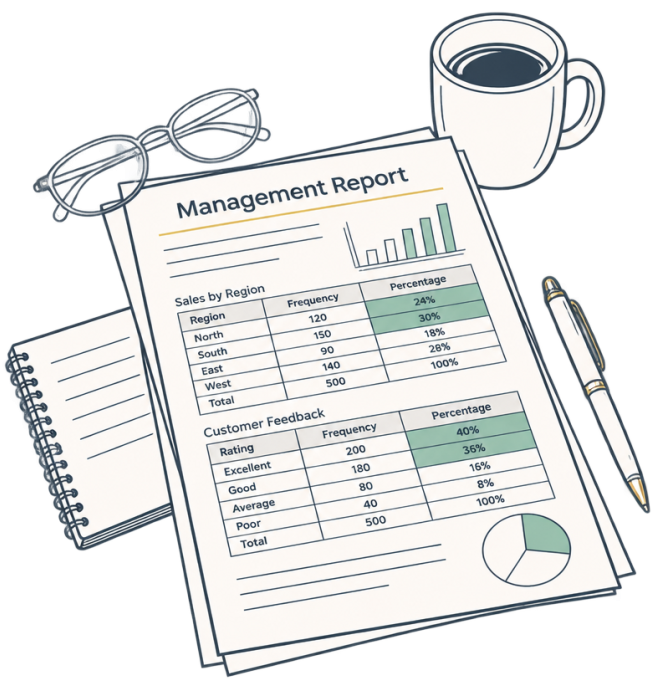 Management Report
Sales by Region
Region Frequency Percentage
North 120 24%
South 150 30%
East 90 18%
West 140 28%
Total 500 100%
Customer Feedback
Rating Frequency Percentage
Excellent 200 40%
Good 180 36%
Average 80 16%
Poor 40 8%
Total 500 100%